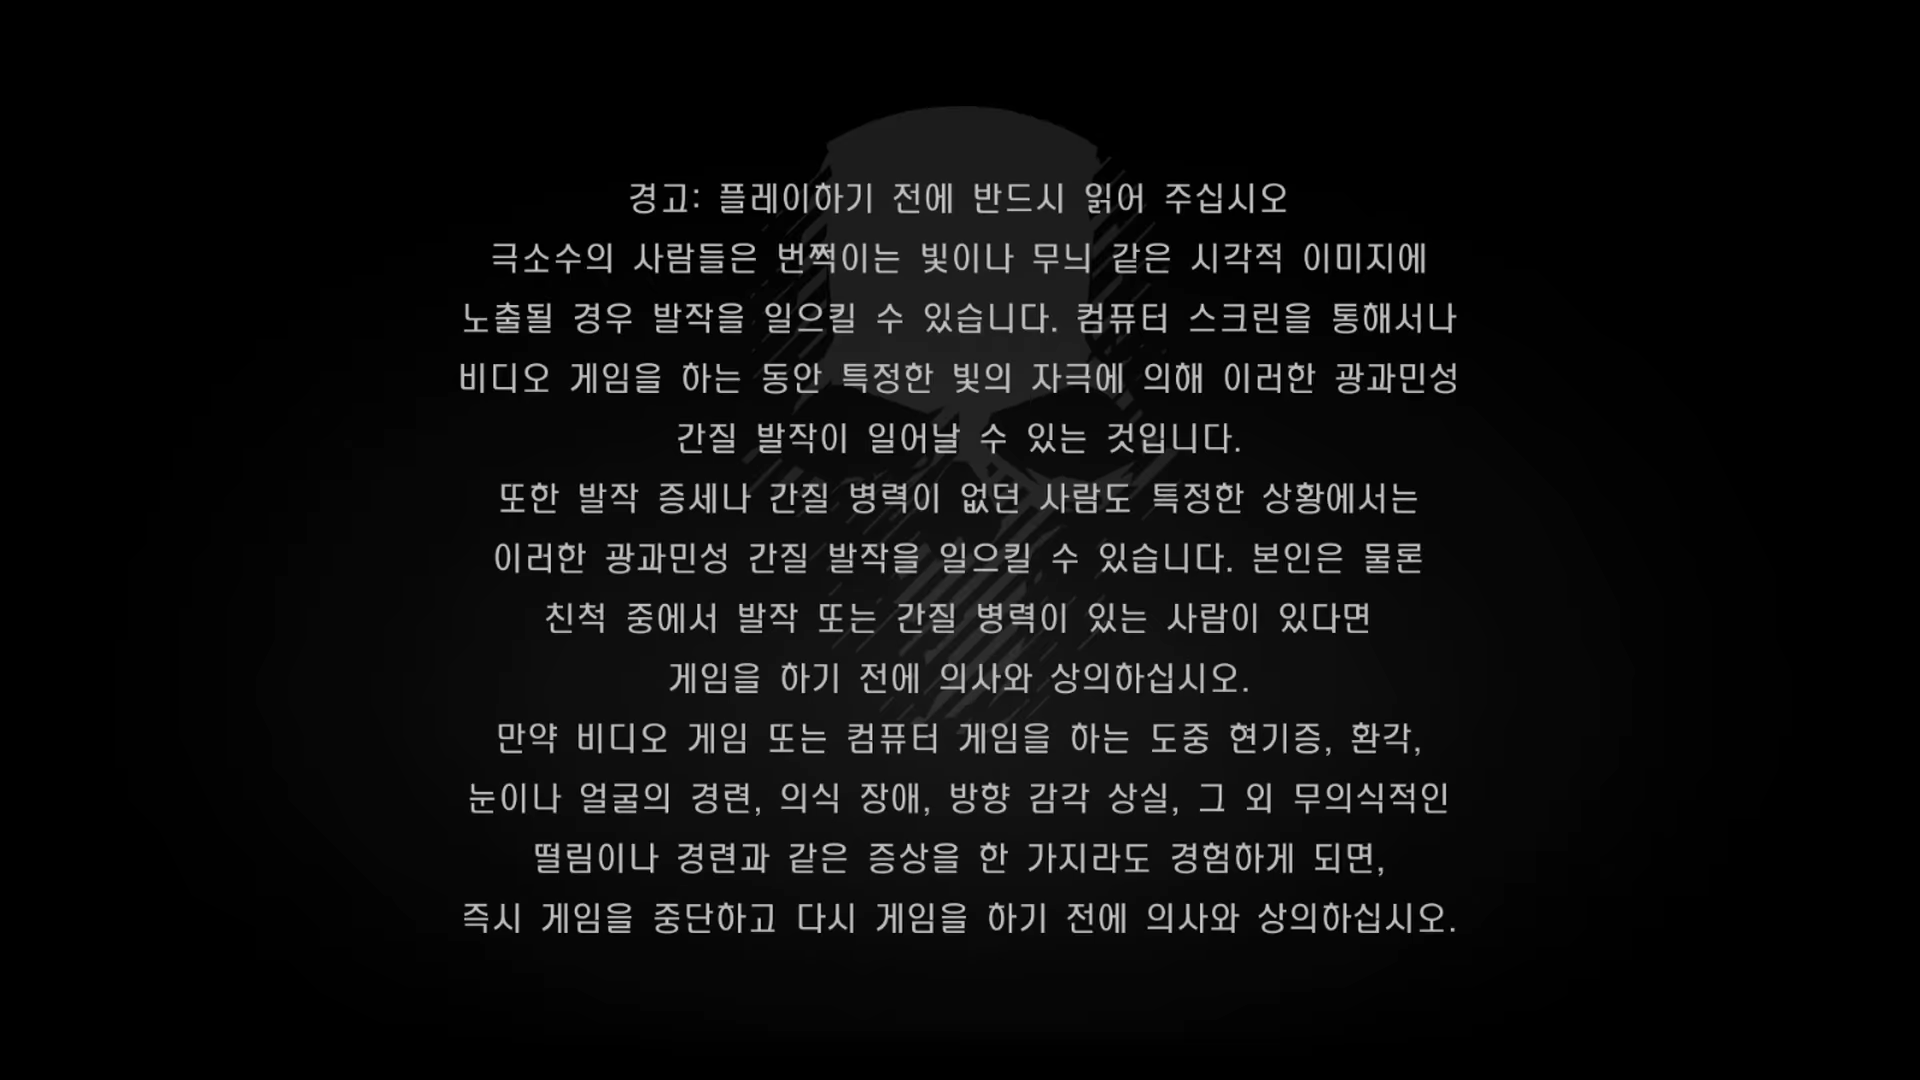 경고: 플레이하기 전에 반드시 읽어 주십시오
극소수의 사람들은 번쩍이는 빛이나 무늬 같은 시각적 이미지에
노출될 경우 발작을 일으킬 수 있습니다. 컴퓨터 스크린을 통해서나
비디오 게임을 하는 동안 특정한 빛의 자극에 의해 이러한 광과민성
간질 발작이 일어날 수 있는 것입니다.
또한 발작 증세나 간질 병력이 없던 사람도 특정한 상황에서는
이러한 광과민성 간질 발작을 일으킬 수 있습니다. 본인은 물론
친척 중에서 발작 또는 간질 병력이 있는 사람이 있다면
게임을 하기 전에 의사와 상의하십시오.
만약 비디오 게임 또는 컴퓨터 게임을 하는 도중 현기증, 환각,
눈이나 얼굴의 경련, 의식 장애, 방향 감각 상실, 그 외 무의식적인
떨림이나 경련과 같은 증상을 한 가지라도 경험하게 되면,
즉시 게임을 중단하고 다시 게임을 하기 전에 의사와 상의하십시오.